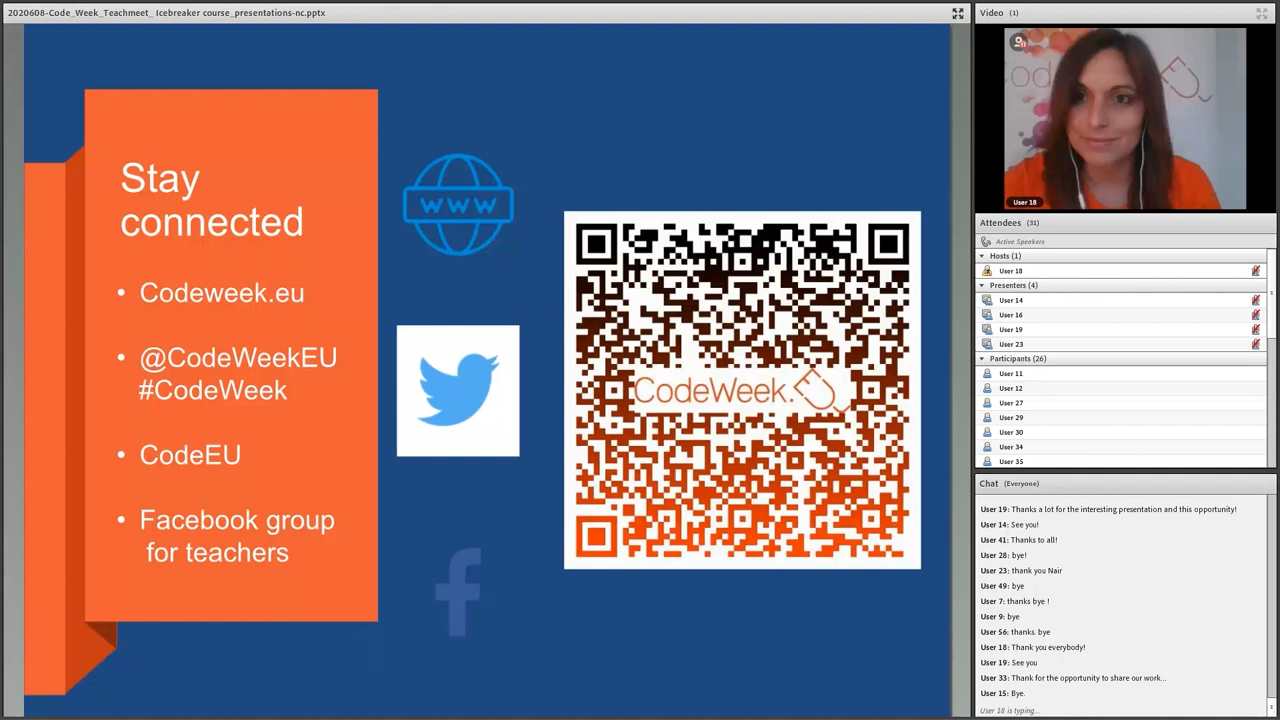 2020608-Code_Week_Teachmeet_ Icebreaker course_presentations-nc.pptx
Stay
connected
• Codeweek.eu
• @CodeWeekEU
#CodeWeek
• CodeEU
• Facebook group
for teachers
WWW
CodeWeek.EU
Video (1)
User 18
Attendees (31)
Active Speakers
Hosts (1)
User 18
Presenters (4)
User 14
User 16
User 19
User 23
Participants (26)
User 11
User 12
User 27
User 29
User 30
User 34
User 35
Chat (Everyone)
User 19: Thanks a lot for the interesting presentation and this opportunity!
User 14: See you!
User 41: Thanks to all!
User 28: bye!
User 23: thank you Nair
User 49: bye
User 7: thanks bye !
User 9: bye
User 56: thanks. bye
User 18: Thank you everybody!
User 19: See you
User 33: Thank for the opportunity to share our work...
User 15: Bye.
User 18 is typing...